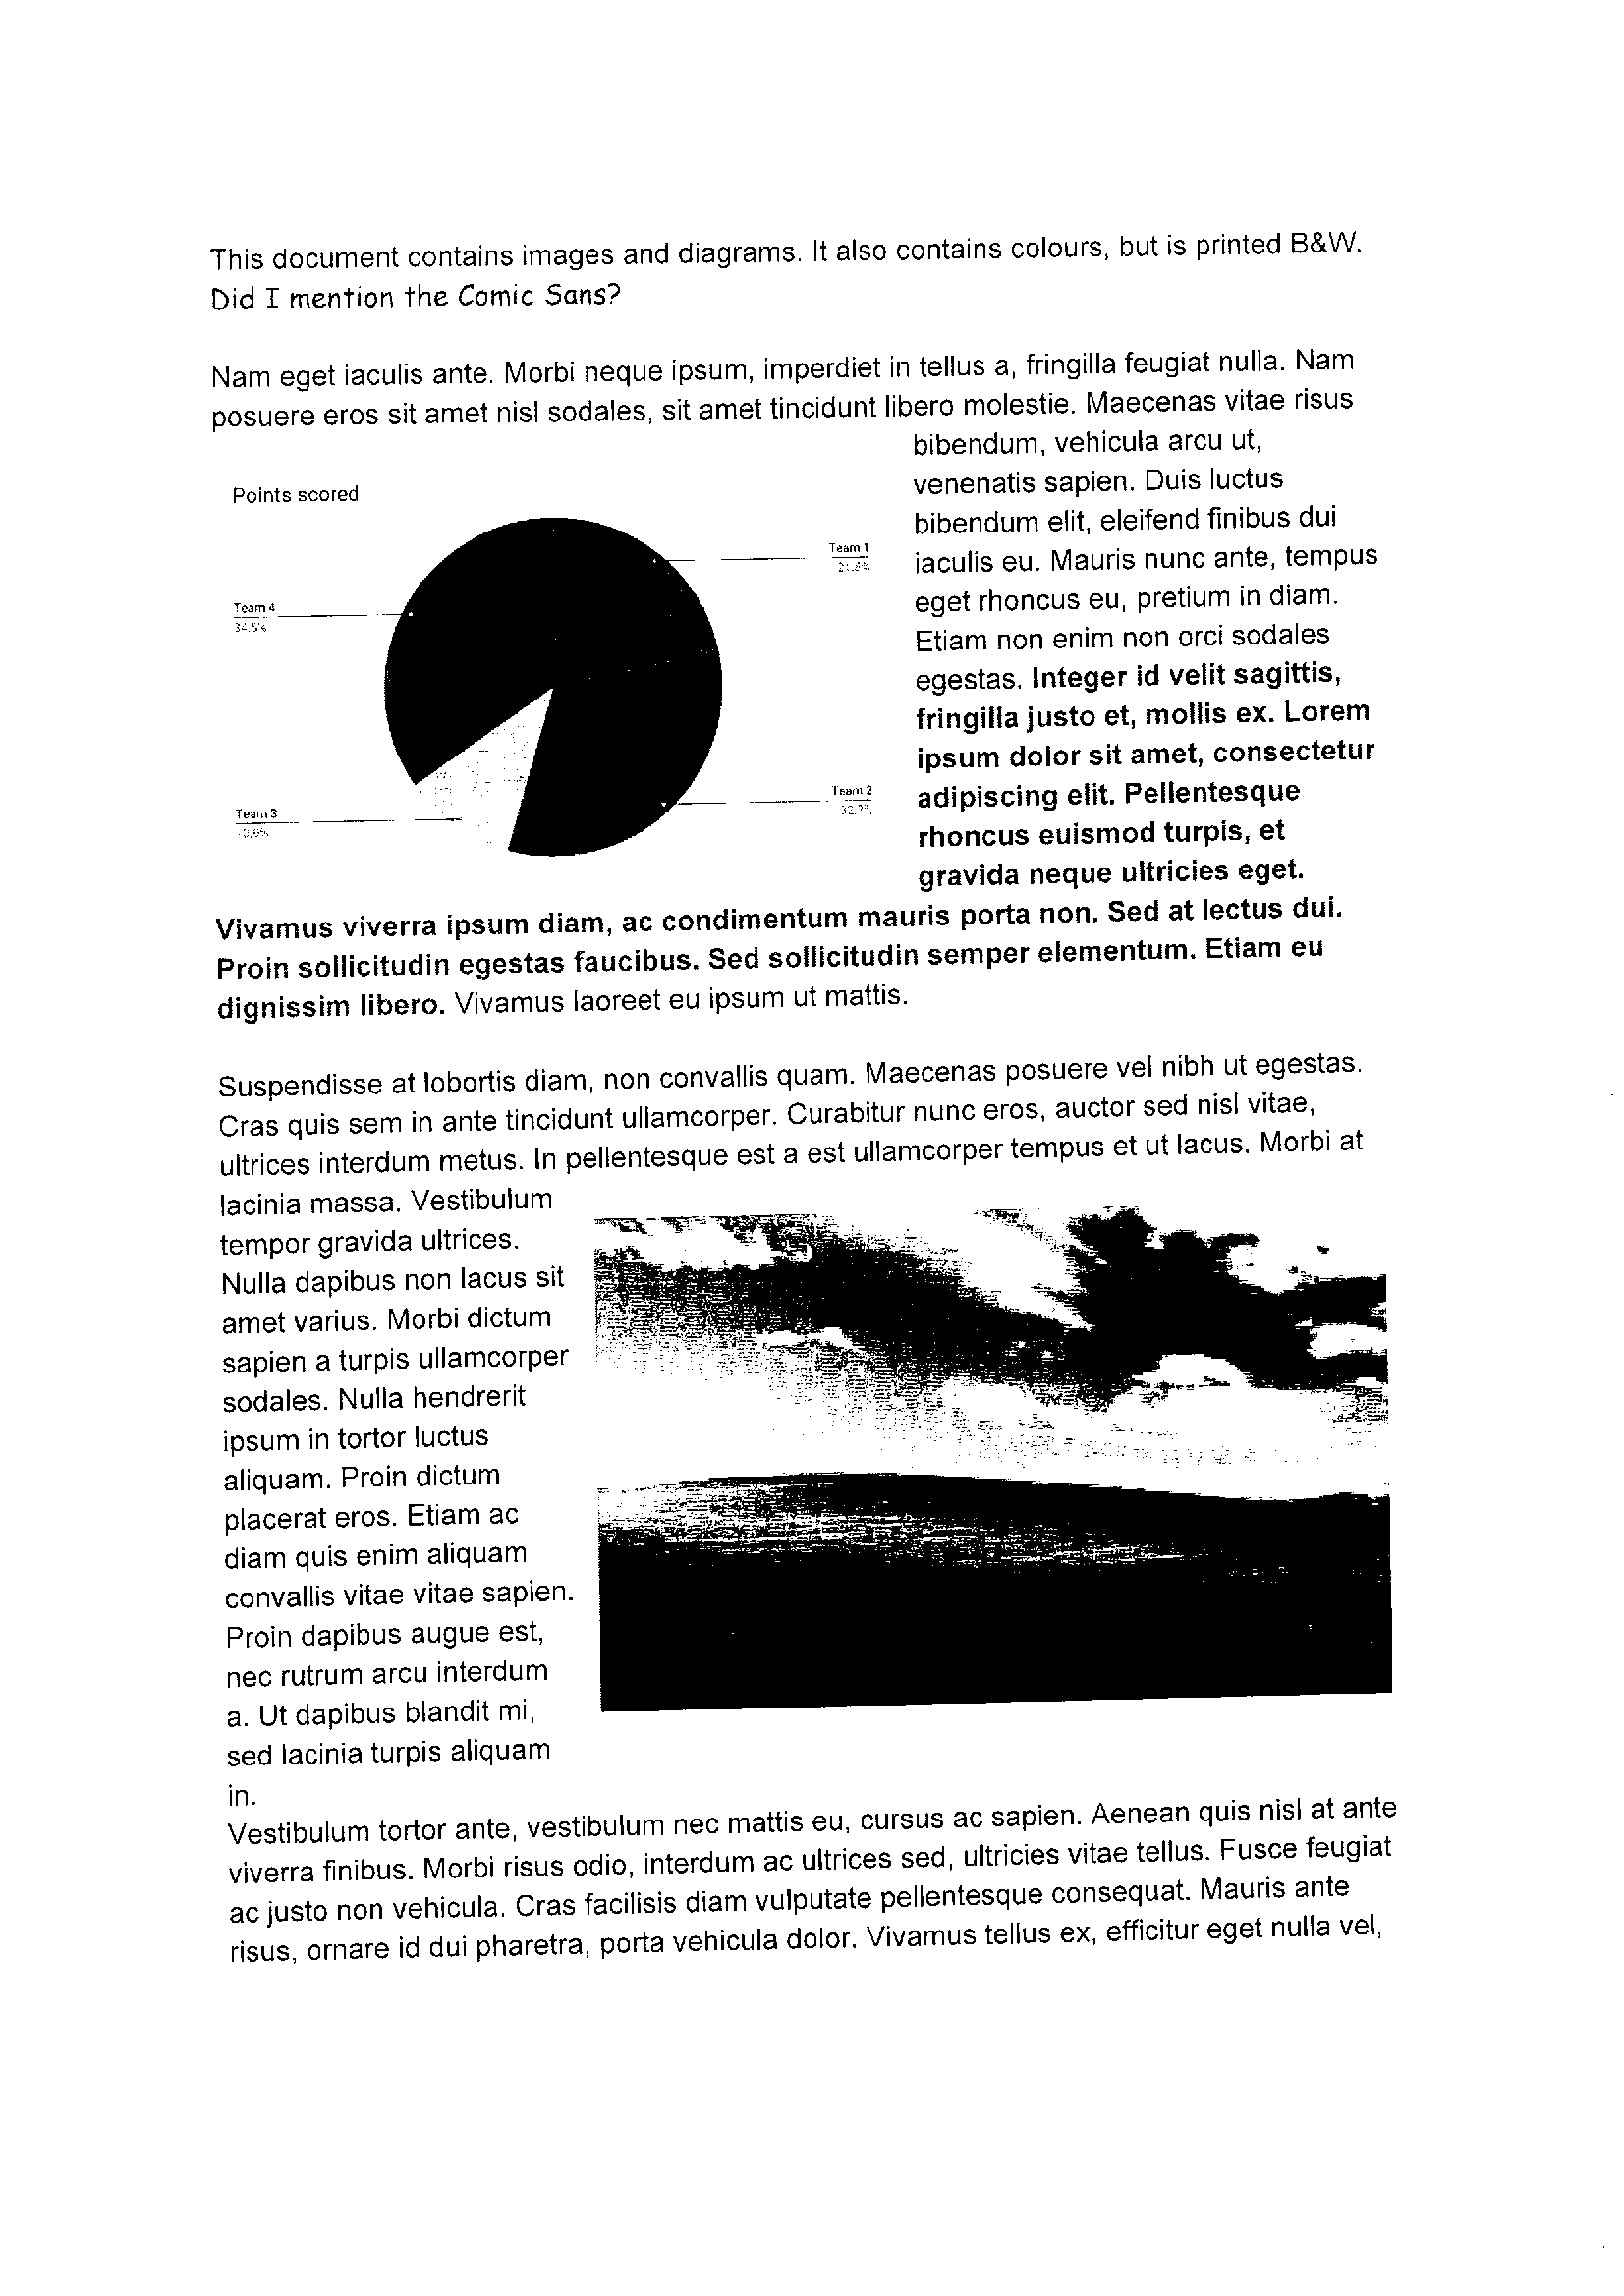 This document contains images and diagrams. It also contains colours, but is printed B&W.
Did I mention the Comic Sans?
Nam eget iaculis ante. Morbi neque ipsum, imperdiet in tellus a, fringilla feugiat nulla. Nam
posuere eros sit amet nisl sodales, sit amet tincidunt libero molestie. Maecenas vitae risus
bibendum, vehicula arcu ut,
venenatis sapien. Duis luctus
bibendum elit, eleifend finibus dui
iaculis eu. Mauris nunc ante, tempus
eget rhoncus eu, pretium in diam.
Etiam non enim non orci sodales
egestas. Integer id velit sagittis,
fringilla justo et, mollis ex. Lorem
ipsum dolor sit amet, consectetur
adipiscing elit. Pellentesque
rhoncus euismod turpis, et
gravida neque ultricies eget.
Points scored
Team 1
Team 4
34.5%
Team 2
32.7%
Team 3
Vivamus viverra ipsum diam, ac condimentum mauris porta non. Sed at lectus dui.
Proin sollicitudin egestas faucibus. Sed sollicitudin semper elementum. Etiam eu
dignissim libero. Vivamus laoreet eu ipsum ut mattis.
Suspendisse at lobortis diam, non convallis quam. Maecenas posuere vel nibh ut egestas.
Cras quis sem in ante tincidunt ullamcorper. Curabitur nunc eros, auctor sed nisl vitae,
ultrices interdum metus. In pellentesque est a est ullamcorper tempus et ut lacus. Morbi at
lacinia massa. Vestibulum
tempor gravida ultrices.
Nulla dapibus non lacus sit
amet varius. Morbi dictum
sapien a turpis ullamcorper
sodales. Nulla hendrerit
ipsum in tortor luctus
aliquam. Proin dictum
placerat eros. Etiam ac
diam quis enim aliquam
convallis vitae vitae sapien.
Proin dapibus augue est,
nec rutrum arcu interdum
a. Ut dapibus blandit mi,
sed lacinia turpis aliquam
in.
Vestibulum tortor ante, vestibulum nec mattis eu, cursus ac sapien. Aenean quis nisl at ante
viverra finibus. Morbi risus odio, interdum ac ultrices sed, ultricies vitae tellus. Fusce feugiat
ac justo non vehicula. Cras facilisis diam vulputate pellentesque consequat. Mauris ante
risus, ornare id dui pharetra, porta vehicula dolor. Vivamus tellus ex, efficitur eget nulla vel,